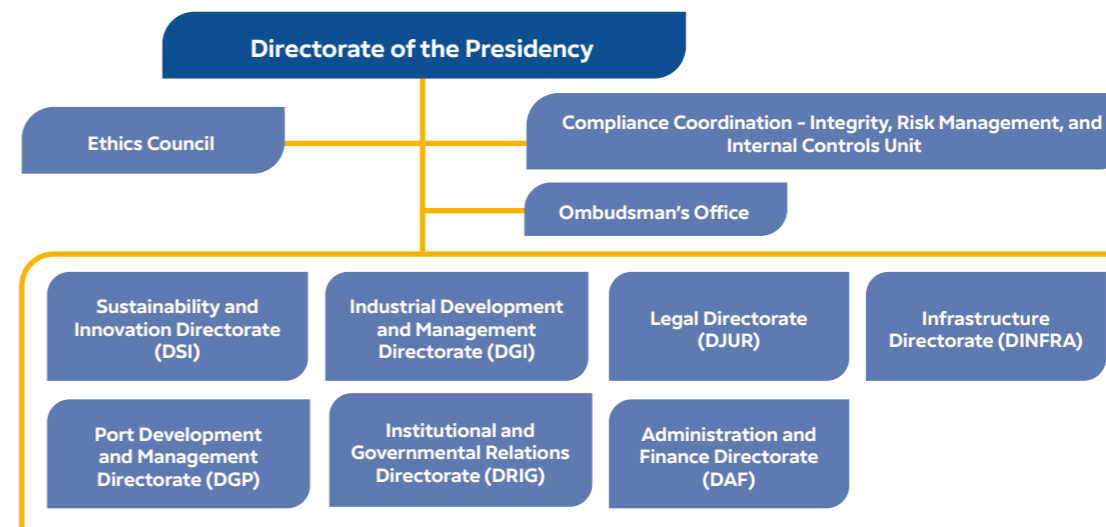 Directorate of the Presidency
Ethics Council
Compliance Coordination - Integrity, Risk Management, and
Internal Controls Unit
Ombudsman's Office
Sustainability and
Innovation Directorate
(DSI)
Industrial Development
and Management
Directorate (DGI)
Legal Directorate
(DJUR)
Infrastructure
Directorate (DINFRA)
Port Development
and Management
Directorate (DGP)
Institutional and
Governmental Relations
Directorate (DRIG)
Administration and
Finance Directorate
(DAF)